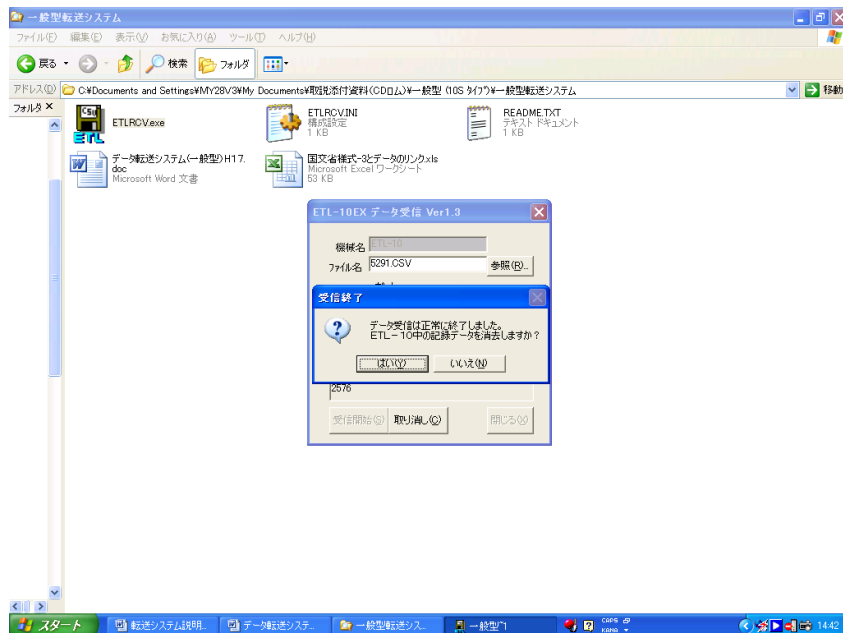 一般型転送システム
ファイル(F) 編集(E) 表示(V) お気に入り(A) ツール(T) ヘルプ(H)
戻る 検索 フォルダ
アドレス(D) C:¥Documents and Settings¥MY28V3¥My Documents¥取説添付資料(CDロム)¥一般型 (10S タイプ)¥一般型転送システム 移動
フォルダ
ETLRCV.exe
ETL
ETLRCV.INI
構成設定
1 KB
README.TXT
テキスト ドキュメント
1 KB
データ転送システム(一般型) H17.
doc
Microsoft Word 文書
国交省様式-3とデータのリンク.xls
Microsoft Excel ワークシート
53 KB
ETL-10EX データ受信 Ver1.3
機械名 ETL-10
ファイル名 5291.CSV 参照(R)...
受信終了
データ受信は正常に終了しました。
ETL-10中の記録データを消去しますか?
はい(Y) いいえ(N)
2576
受信開始(S) 取り消し(C) 閉じる(X)
スタート 転送システム説明... データ転送システ... 一般型転送システ... 一般型 CAPS KANA 14:42